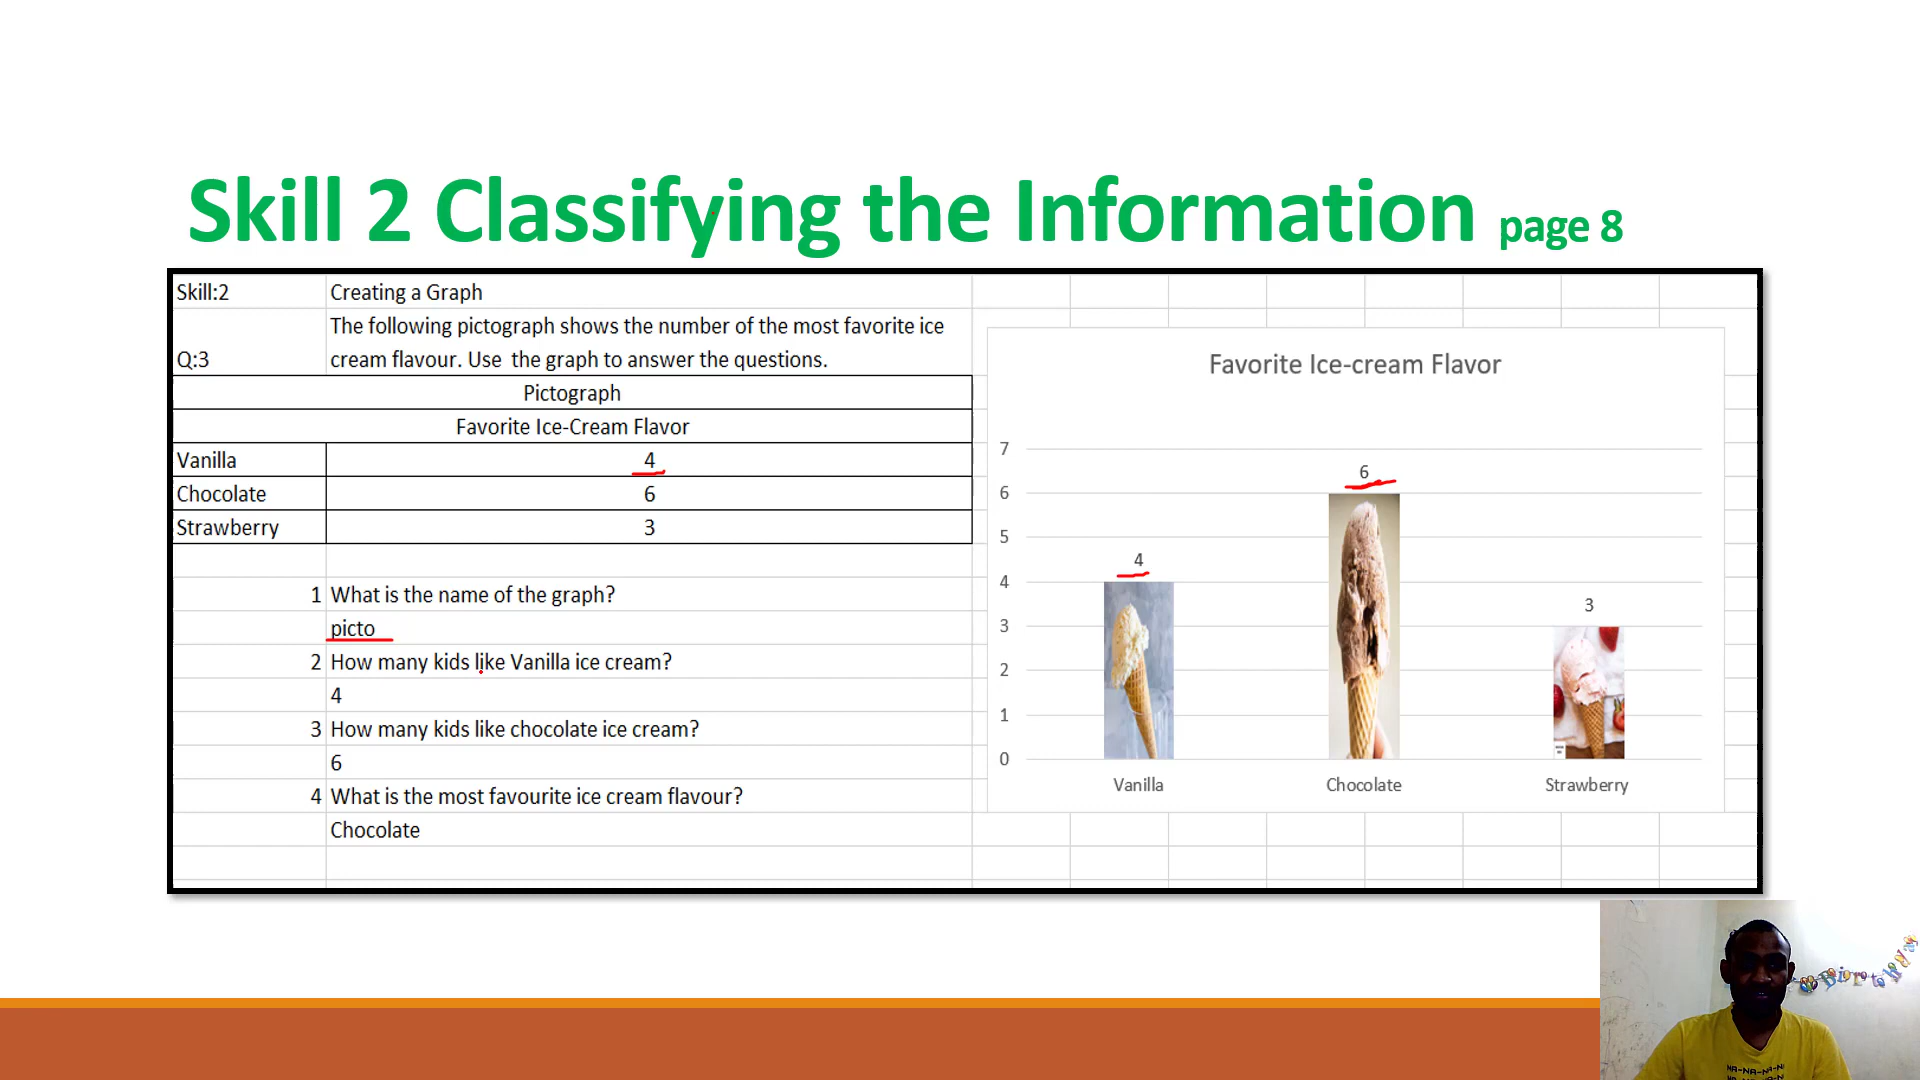 Skill 2 Classifying the Information page 8
Skill:2 Creating a Graph
The following pictograph shows the number of the most favorite ice
Q:3 cream flavour. Use the graph to answer the questions.
Pictograph
Favorite Ice-Cream Flavor
Vanilla 4
Chocolate 6
Strawberry 3
1 What is the name of the graph?
picto
2 How many kids like Vanilla ice cream?
4
3 How many kids like chocolate ice cream?
6
4 What is the most favourite ice cream flavour?
Chocolate
Favorite Ice-cream Flavor
7
6
5
4
3
2
1
0
4
6
3
Vanilla Chocolate Strawberry
NA-NA-NA-N